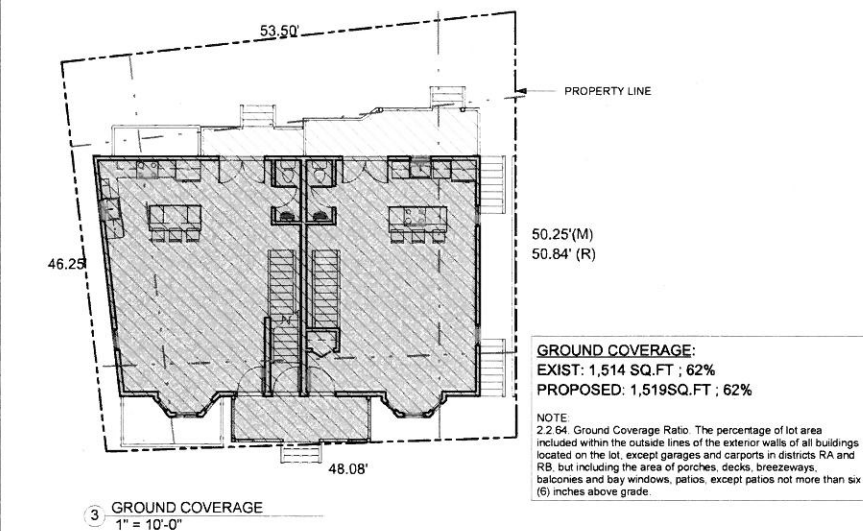 53.50'
PROPERTY LINE
50.25'(M)
50.84' (R)
46.25'
GROUND COVERAGE:
EXIST: 1,514 SQ.FT ; 62%
PROPOSED: 1,519SQ.FT ; 62%
NOTE:
2.2.64. Ground Coverage Ratio. The percentage of lot area
included within the outside lines of the exterior walls of all buildings
located on the lot, except garages and carports in districts RA and
RB, but including the area of porches, decks, breezeways,
balconies and bay windows, patios, except patios not more than six
(6) inches above grade.
48.08'
3 GROUND COVERAGE
1" = 10'-0"